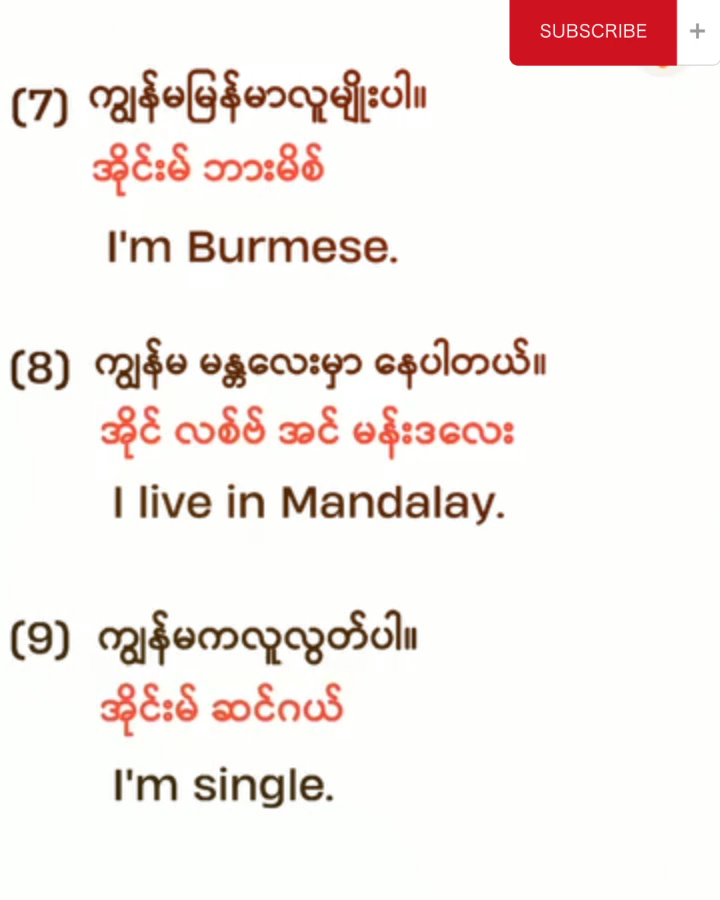 SUBSCRIBE +
(7) ကျွန်မမြန်မာလူမျိုးပါ။
အိုင်းမ် ဘားမိစ်
I'm Burmese.
(8) ကျွန်မ မန္တလေးမှာ နေပါတယ်။
အိုင် လစ်ဗ် အင် မန်းဒလေး
I live in Mandalay.
(9) ကျွန်မကလူလွတ်ပါ။
အိုင်းမ် ဆင်ဂယ်
I'm single.